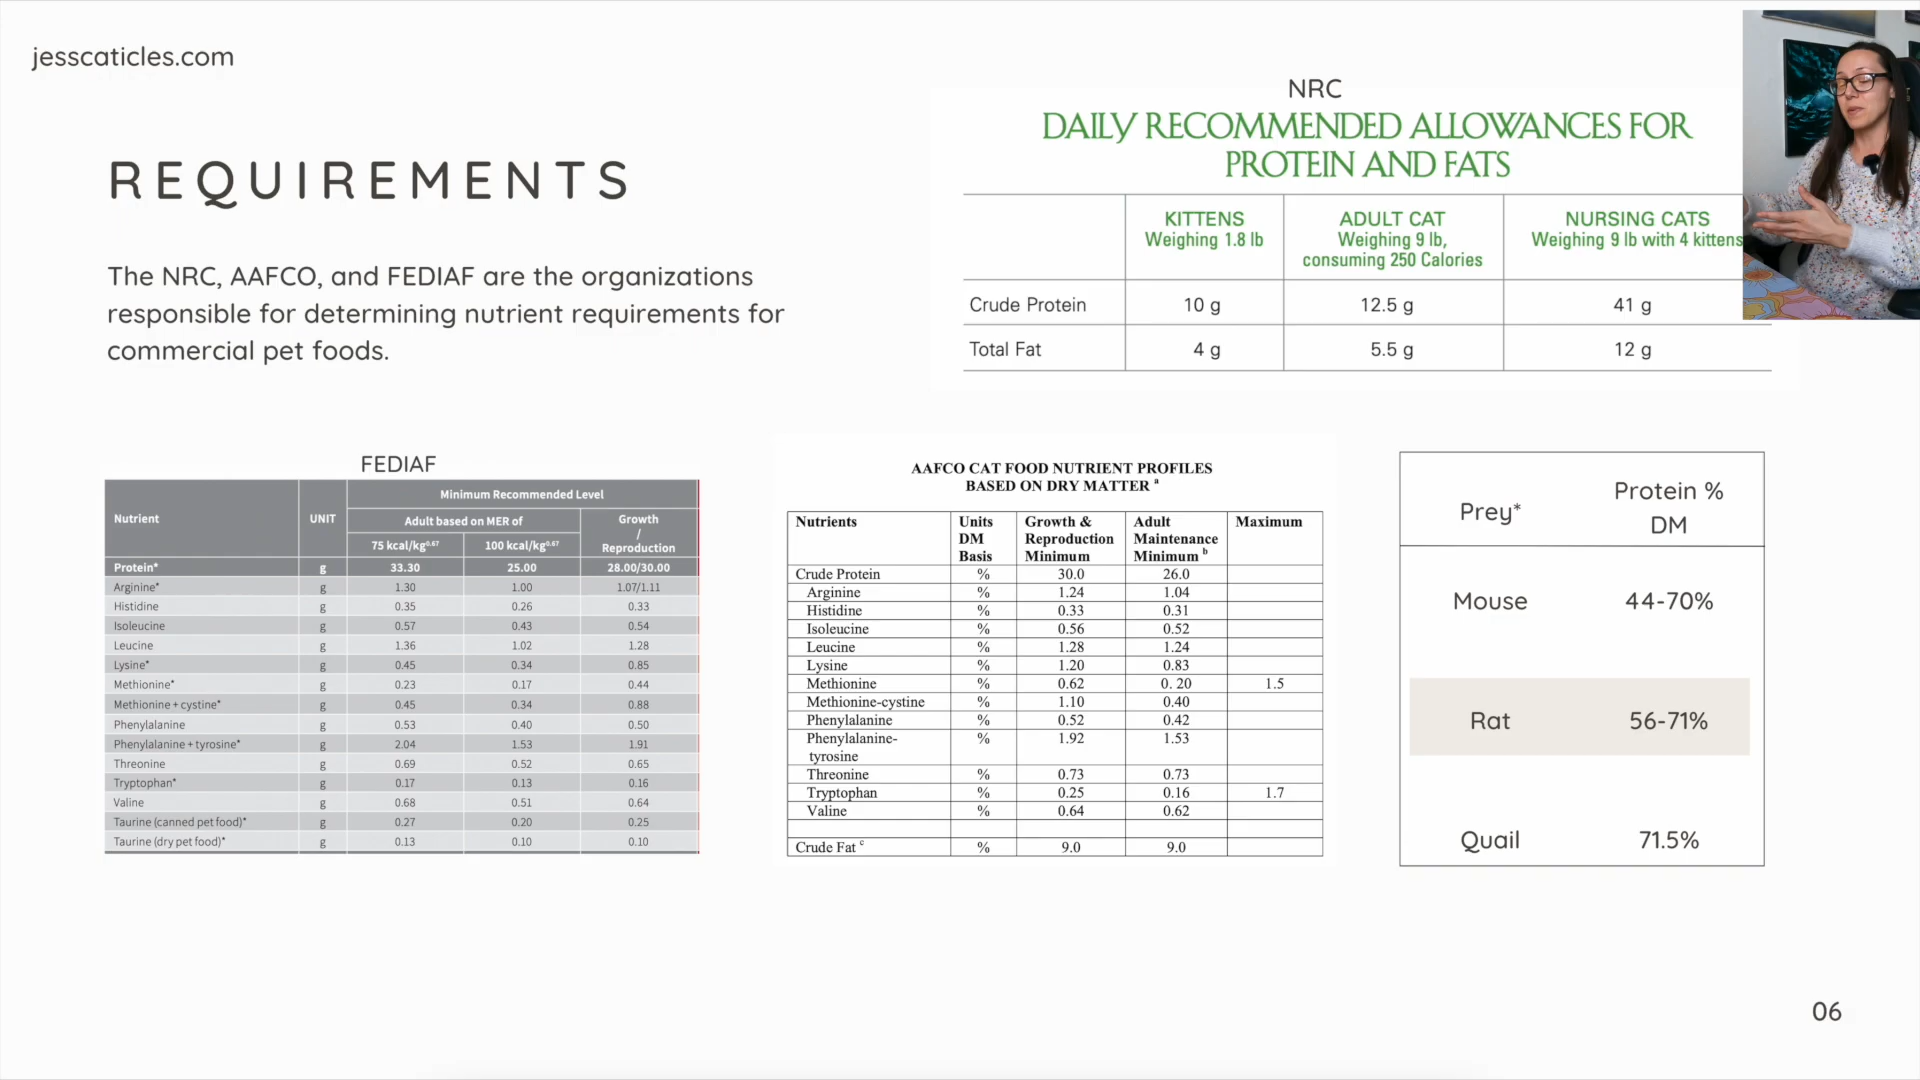 jesscaticles.com
REQUIREMENTS
The NRC, AAFCO, and FEDIAF are the organizations
responsible for determining nutrient requirements for
commercial pet foods.
NRC
DAILY RECOMMENDED ALLOWANCES FOR
PROTEIN AND FATS
KITTENS
Weighing 1.8 lb
ADULT CAT
Weighing 9 lb,
consuming 250 Calories
NURSING CATS
Weighing 9 lb with 4 kittens
Crude Protein 10 g 12.5 g 41 g
Total Fat 4 g 5.5 g 12 g
FEDIAF
Nutrient UNIT Minimum Recommended Level
Adult based on MER of
Growth
/
Reproduction
75 kcal/kg^0.67 100 kcal/kg^0.67
Protein* g 33.30 25.00 28.00/30.00
Arginine* g 1.30 1.00 1.07/1.11
Histidine g 0.35 0.26 0.33
Isoleucine g 0.57 0.43 0.54
Leucine g 1.36 1.02 1.28
Lysine* g 0.45 0.34 0.85
Methionine* g 0.23 0.17 0.44
Methionine + cystine* g 0.45 0.34 0.88
Phenylalanine g 0.53 0.40 0.50
Phenylalanine + tyrosine* g 2.04 1.53 1.91
Threonine g 0.69 0.52 0.65
Tryptophan* g 0.17 0.13 0.16
Valine g 0.68 0.51 0.64
Taurine (canned pet food)* g 0.27 0.20 0.25
Taurine (dry pet food)* g 0.13 0.10 0.10
AAFCO CAT FOOD NUTRIENT PROFILES
BASED ON DRY MATTER a
Nutrients Units Growth & Adult Maximum
DM Reproduction Maintenance
Basis Minimum Minimum b
Crude Protein % 30.0 26.0
Arginine % 1.24 1.04
Histidine % 0.33 0.31
Isoleucine % 0.56 0.52
Leucine % 1.28 1.24
Lysine % 1.20 0.83
Methionine % 0.62 0. 20 1.5
Methionine-cystine % 1.10 0.40
Phenylalanine % 0.52 0.42
Phenylalanine- % 1.92 1.53
tyrosine
Threonine % 0.73 0.73
Tryptophan % 0.25 0.16 1.7
Valine % 0.64 0.62
Crude Fat c % 9.0 9.0
Prey* Protein %
DM
Mouse 44-70%
Rat 56-71%
Quail 71.5%
06